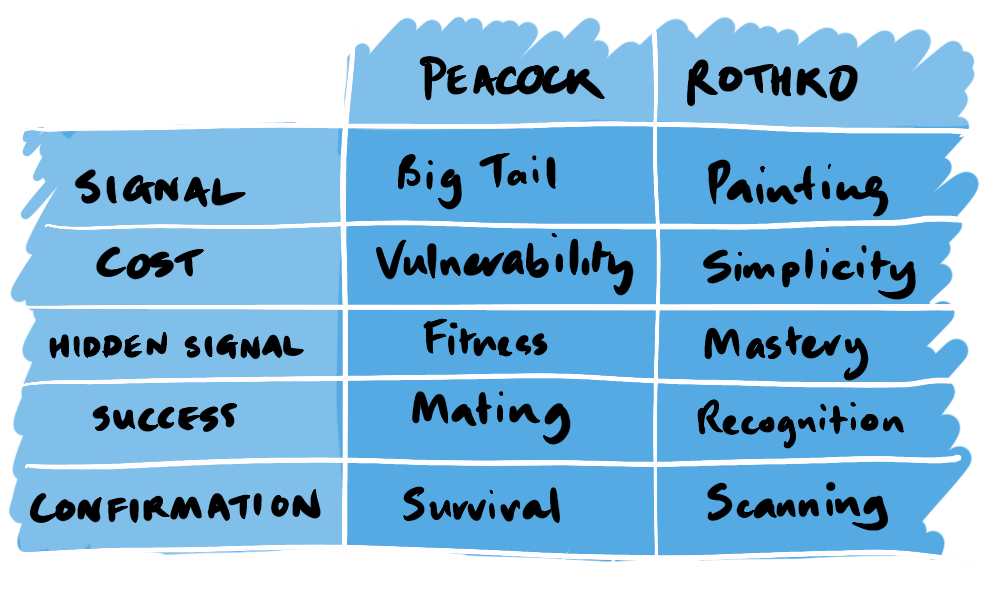 PEACOCK ROTHKO
SIGNAL Big Tail Painting
COST Vulnerability Simplicity
HIDDEN SIGNAL Fitness Mastery
SUCCESS Mating Recognition
CONFIRMATION Survival Scanning